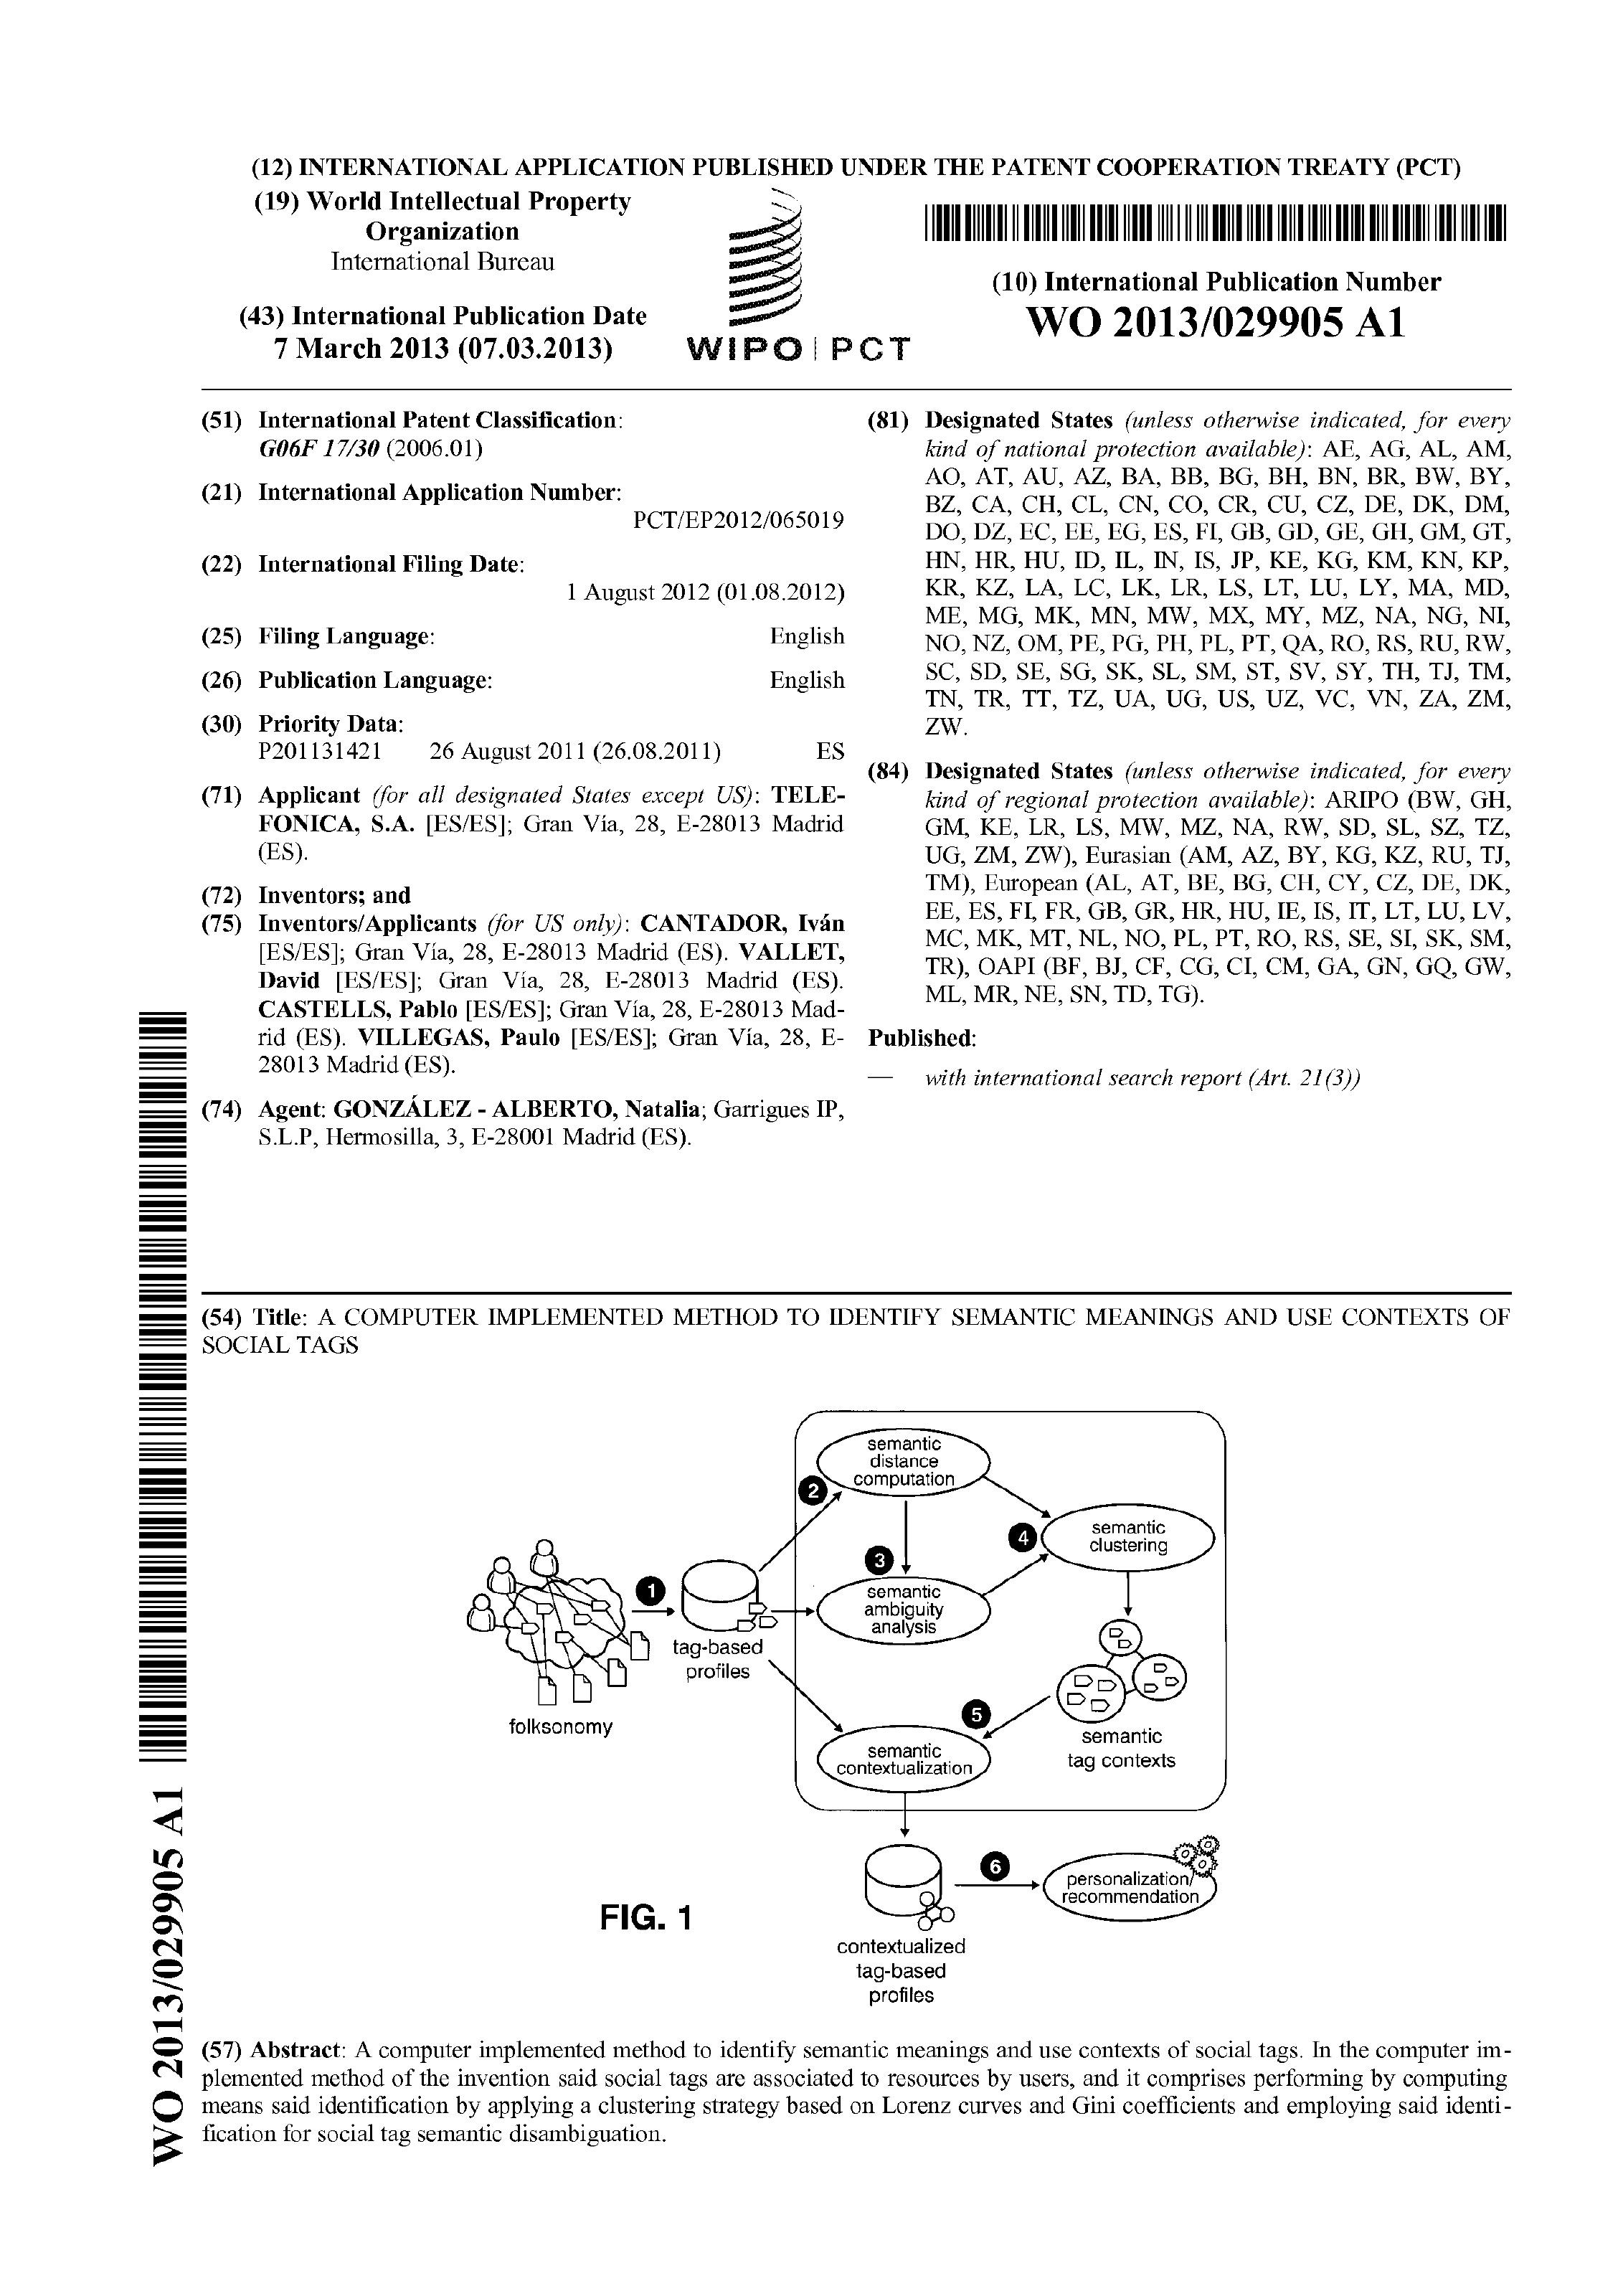 (12) INTERNATIONAL APPLICATION PUBLISHED UNDER THE PATENT COOPERATION TREATY (PCT)
(19) World Intellectual Property
Organization
International Bureau
(43) International Publication Date
7 March 2013 (07.03.2013)
WIPO | PCT
(10) International Publication Number
WO 2013/029905 A1
(51) International Patent Classification:
G06F 17/30 (2006.01)
(21) International Application Number:
PCT/EP2012/065019
(22) International Filing Date:
1 August 2012 (01.08.2012)
(25) Filing Language: English
(26) Publication Language: English
(30) Priority Data:
P201131421 26 August 2011 (26.08.2011) ES
(71) Applicant (for all designated States except US): TELE-
FONICA, S.A. [ES/ES]; Gran Vía, 28, E-28013 Madrid
(ES).
(72) Inventors; and
(75) Inventors/Applicants (for US only): CANTADOR, Iván
[ES/ES]; Gran Vía, 28, E-28013 Madrid (ES). VALLET,
David [ES/ES]; Gran Vía, 28, E-28013 Madrid (ES).
CASTELLS, Pablo [ES/ES]; Gran Vía, 28, E-28013 Mad-
rid (ES). VILLEGAS, Paulo [ES/ES]; Gran Vía, 28, E-
28013 Madrid (ES).
(74) Agent: GONZÁLEZ - ALBERTO, Natalia; Garrigues IP,
S.L.P, Hermosilla, 3, E-28001 Madrid (ES).
(81) Designated States (unless otherwise indicated, for every
kind of national protection available): AE, AG, AL, AM,
AO, AT, AU, AZ, BA, BB, BG, BH, BN, BR, BW, BY,
BZ, CA, CH, CL, CN, CO, CR, CU, CZ, DE, DK, DM,
DO, DZ, EC, EE, EG, ES, FI, GB, GD, GE, GH, GM, GT,
HN, HR, HU, ID, IL, IN, IS, JP, KE, KG, KM, KN, KP,
KR, KZ, LA, LC, LK, LR, LS, LT, LU, LY, MA, MD,
ME, MG, MK, MN, MW, MX, MY, MZ, NA, NG, NI,
NO, NZ, OM, PE, PG, PH, PL, PT, QA, RO, RS, RU, RW,
SC, SD, SE, SG, SK, SL, SM, ST, SV, SY, TH, TJ, TM,
TN, TR, TT, TZ, UA, UG, US, UZ, VC, VN, ZA, ZM,
ZW.
(84) Designated States (unless otherwise indicated, for every
kind of regional protection available): ARIPO (BW, GH,
GM, KE, LR, LS, MW, MZ, NA, RW, SD, SL, SZ, TZ,
UG, ZM, ZW), Eurasian (AM, AZ, BY, KG, KZ, RU, TJ,
TM), European (AL, AT, BE, BG, CH, CY, CZ, DE, DK,
EE, ES, FI, FR, GB, GR, HR, HU, IE, IS, IT, LT, LU, LV,
MC, MK, MT, NL, NO, PL, PT, RO, RS, SE, SI, SK, SM,
TR), OAPI (BF, BJ, CF, CG, CI, CM, GA, GN, GQ, GW,
ML, MR, NE, SN, TD, TG).
Published:
— with international search report (Art. 21(3))
(54) Title: A COMPUTER IMPLEMENTED METHOD TO IDENTIFY SEMANTIC MEANINGS AND USE CONTEXTS OF
SOCIAL TAGS
semantic
distance
computation
2
4
semantic
clustering
3
1
semantic
ambiguity
analysis
tag-based
profiles
folksonomy
5
semantic
tag contexts
semantic
contextualization
6
personalization/
recommendation
FIG. 1
contextualized
tag-based
profiles
(57) Abstract: A computer implemented method to identify semantic meanings and use contexts of social tags. In the computer im-
plemented method of the invention said social tags are associated to resources by users, and it comprises performing by computing
means said identification by applying a clustering strategy based on Lorenz curves and Gini coefficients and employing said identi-
fication for social tag semantic disambiguation.
WO 2013/029905 A1